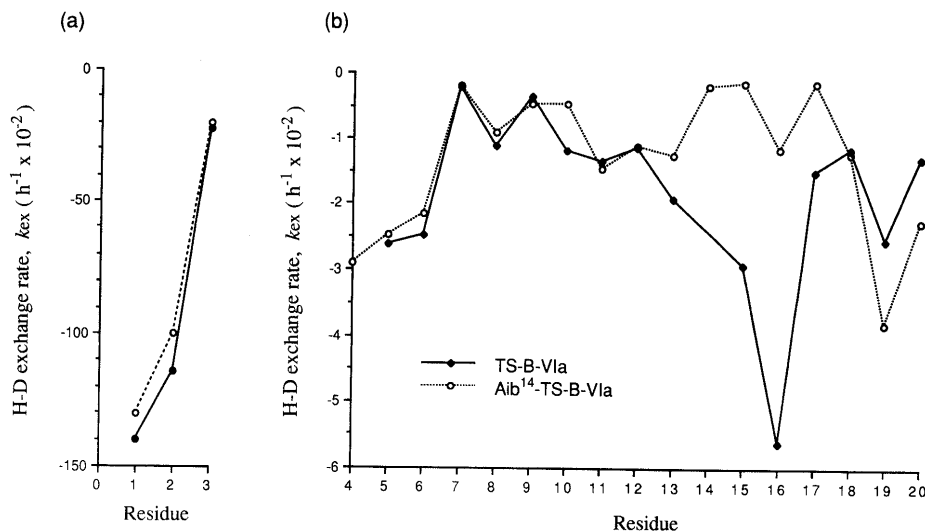 (a)
0
-50
-100
-150
H-D exchange rate, kex ( h⁻¹ x 10⁻²)
0 1 2 3
Residue
(b)
0
-1
-2
-3
-4
-5
-6
H-D exchange rate, kex ( h⁻¹ x 10⁻²)
TS-B-VIa
Aib¹⁴-TS-B-VIa
4 5 6 7 8 9 10 11 12 13 14 15 16 17 18 19 20
Residue